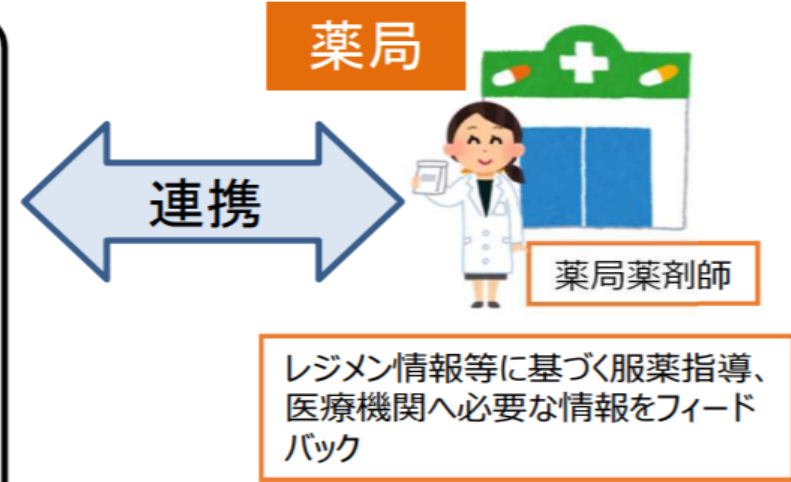 薬局
連携
薬局薬剤師
レジメン情報等に基づく服薬指導、
医療機関へ必要な情報をフィード
バック